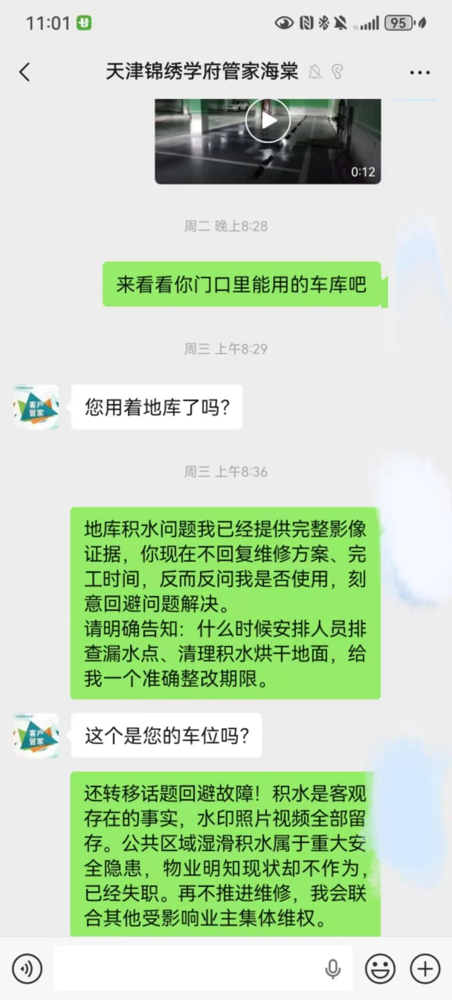 11:01
95
天津锦绣学府管家海棠
0:12
周二 晚上8:28
来看看你门口里能用的车库吧
周三 上午8:29
客户
管家
您用着地库了吗?
周三 上午8:36
地库积水问题我已经提供完整影像
证据，你现在不回复维修方案、完
工时间，反而反问我是否使用，刻
意回避问题解决。
请明确告知：什么时候安排人员排
查漏水点、清理积水烘干地面，给
我一个准确整改期限。
客户
管家
这个是您的车位吗?
还转移话题回避故障！积水是客观
存在的事实，水印照片视频全部留
存。公共区域湿滑积水属于重大安
全隐患，物业明知现状却不作为，
已经失职。再不推进维修，我会联
合其他受影响业主集体维权。